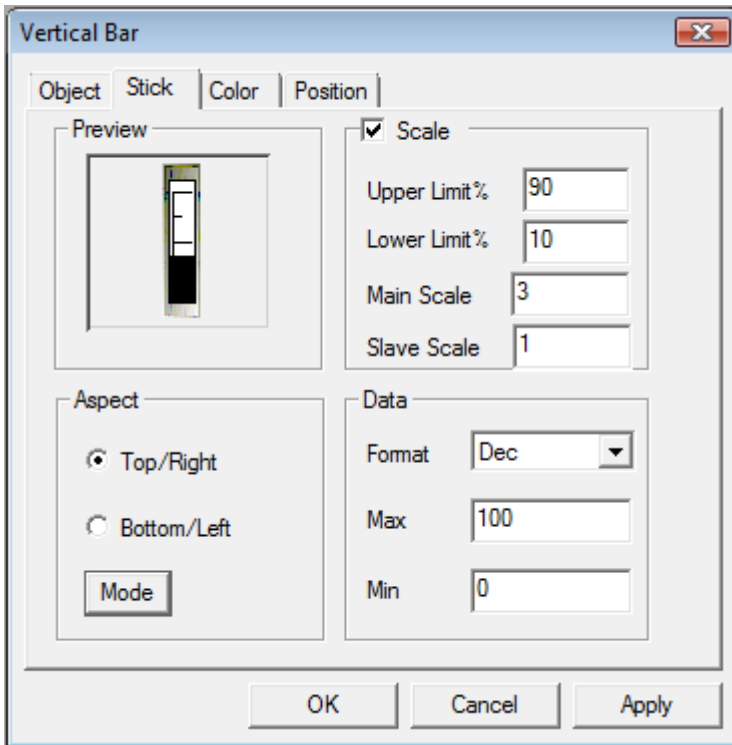 Vertical Bar
Object Stick Color Position
Preview
Scale
Upper Limit% 90
Lower Limit% 10
Main Scale 3
Slave Scale 1
Aspect
Top/Right
Bottom/Left
Mode
Data
Format Dec
Max 100
Min 0
OK Cancel Apply